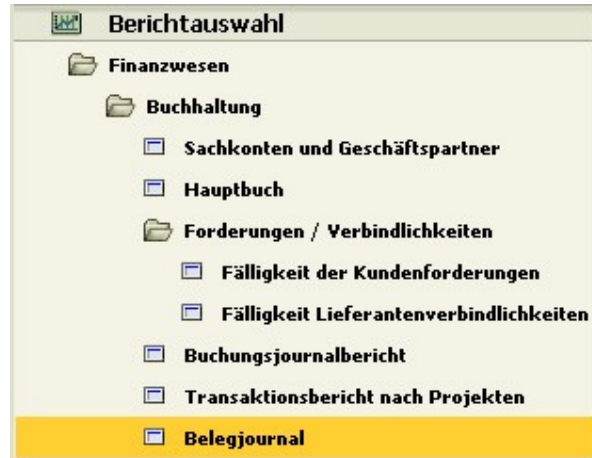 Berichtauswahl
Finanzwesen
Buchhaltung
Sachkonten und Geschäftspartner
Hauptbuch
Forderungen / Verbindlichkeiten
Fälligkeit der Kundenforderungen
Fälligkeit Lieferantenverbindlichkeiten
Buchungsjournalbericht
Transaktionsbericht nach Projekten
Belegjournal